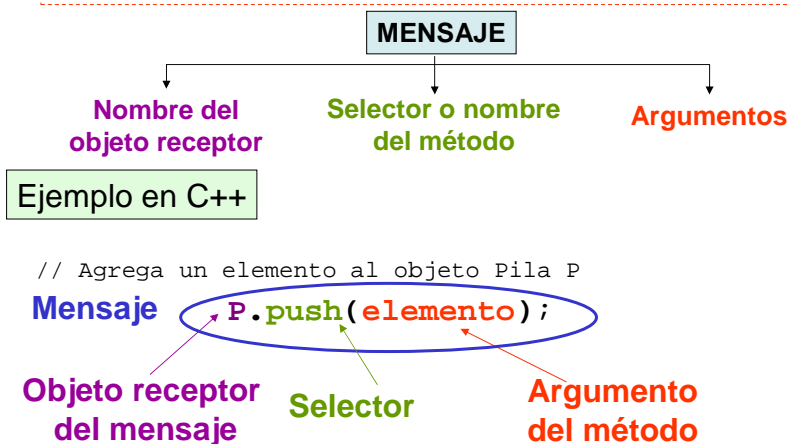 MENSAJE
Nombre del
objeto receptor
Selector o nombre
del método
Argumentos
Ejemplo en C++
// Agrega un elemento al objeto Pila P
Mensaje
P.push(elemento);
Objeto receptor
del mensaje
Selector
Argumento
del método